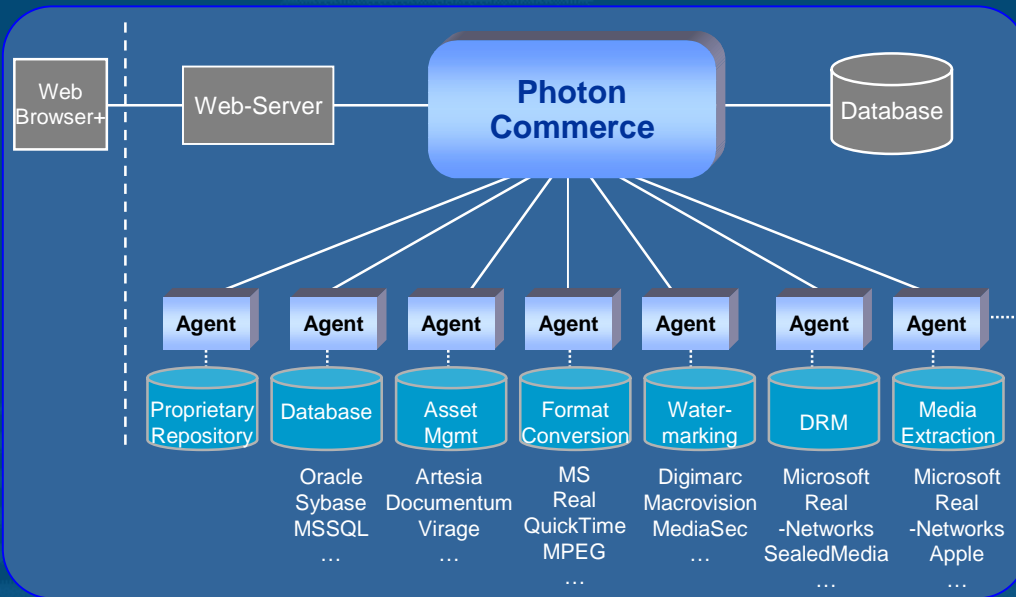 Web
Browser+
Web-Server
Photon
Commerce
Database
Agent
Agent
Agent
Agent
Agent
Agent
Agent
Proprietary
Repository
Database
Asset
Mgmt
Format
Conversion
Water-
marking
DRM
Media
Extraction
Oracle
Sybase
MSSQL
…
Artesia
Documentum
Virage
…
MS
Real
QuickTime
MPEG
…
Digimarc
Macrovision
MediaSec
…
Microsoft
Real
-Networks
SealedMedia
…
Microsoft
Real
-Networks
Apple
…